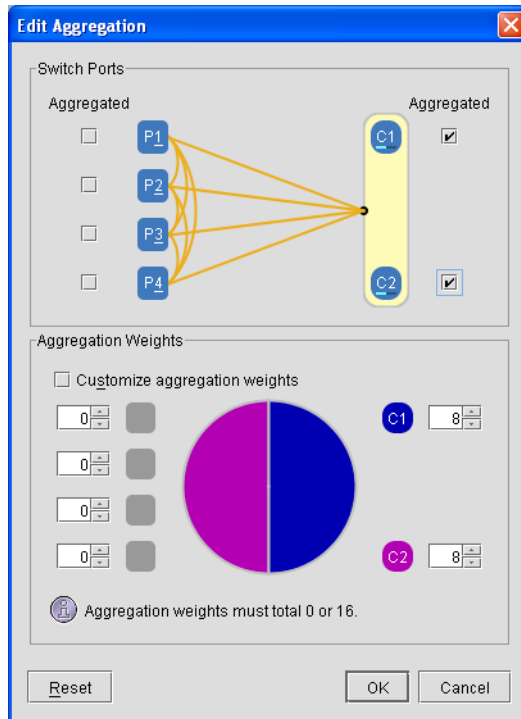 Edit Aggregation
Switch Ports
Aggregated Aggregated
P1 C1
P2
P3
P4 C2
Aggregation Weights
Customize aggregation weights
0 C1 8
0
0
0 C2 8
Aggregation weights must total 0 or 16.
Reset OK Cancel